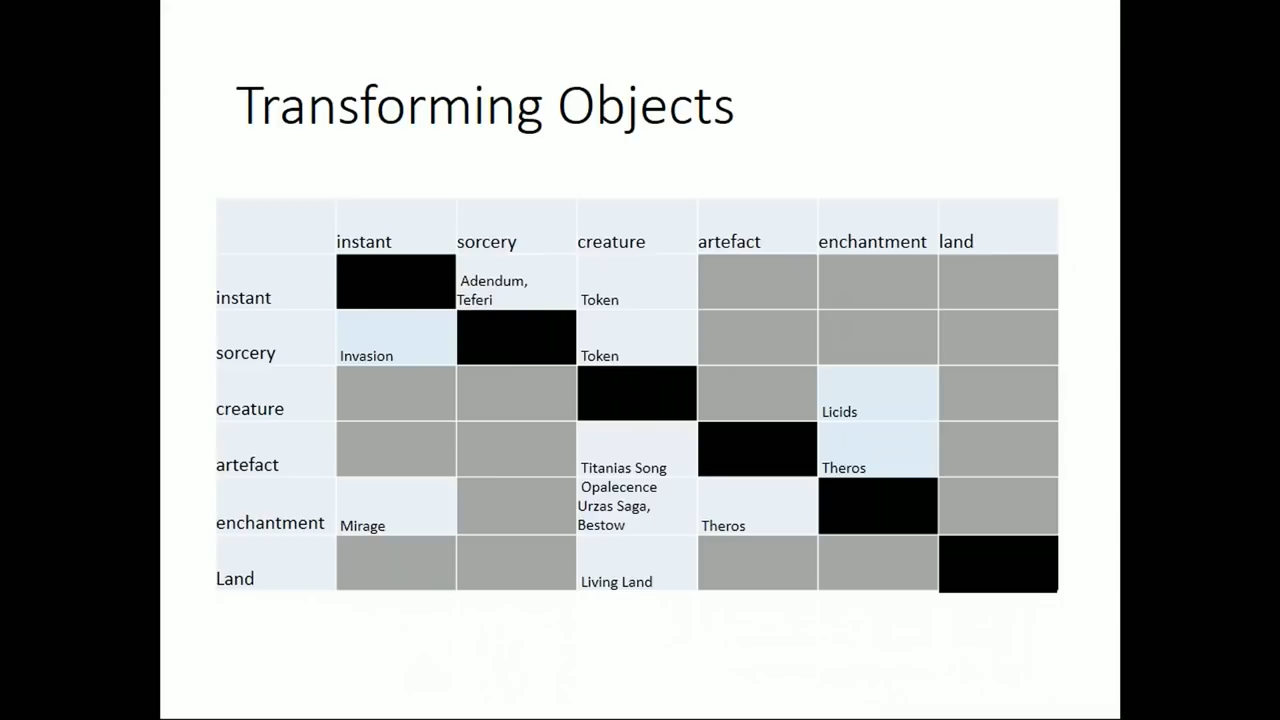 Transforming Objects
instant sorcery creature artefact enchantment land
instant Adendum, Teferi Token
sorcery Invasion Token
creature Licids
artefact Titanias Song Theros
enchantment Mirage Opalecence Urzas Saga, Bestow Theros
Land Living Land